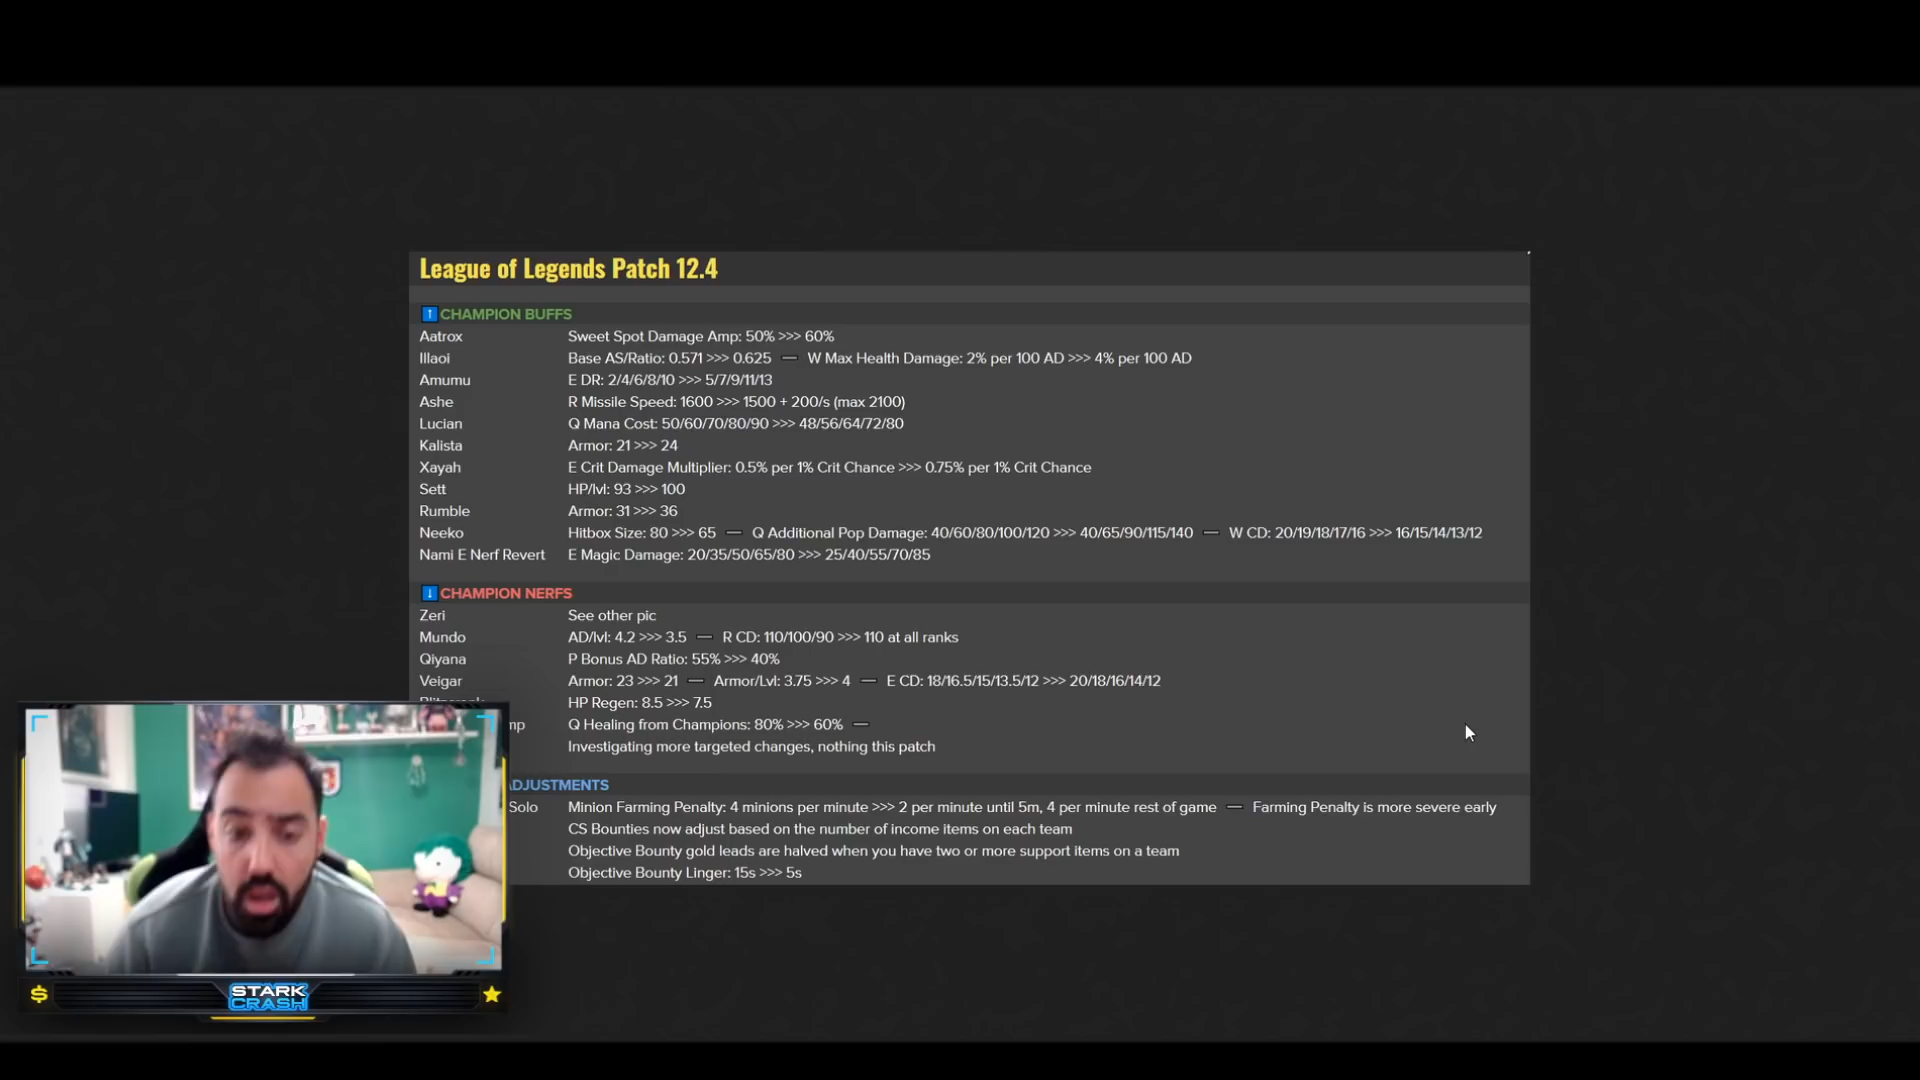 League of Legends Patch 12.4
CHAMPION BUFFS
Aatrox Sweet Spot Damage Amp: 50% >>> 60%
Illaoi Base AS/Ratio: 0.571 >>> 0.625 — W Max Health Damage: 2% per 100 AD >>> 4% per 100 AD
Amumu E DR: 2/4/6/8/10 >>> 5/7/9/11/13
Ashe R Missile Speed: 1600 >>> 1500 + 200/s (max 2100)
Lucian Q Mana Cost: 50/60/70/80/90 >>> 48/56/64/72/80
Kalista Armor: 21 >>> 24
Xayah E Crit Damage Multiplier: 0.5% per 1% Crit Chance >>> 0.75% per 1% Crit Chance
Sett HP/lvl: 93 >>> 100
Rumble Armor: 31 >>> 36
Neeko Hitbox Size: 80 >>> 65 — Q Additional Pop Damage: 40/60/80/100/120 >>> 40/65/90/115/140 — W CD: 20/19/18/17/16 >>> 16/15/14/13/12
Nami E Nerf Revert E Magic Damage: 20/35/50/65/80 >>> 25/40/55/70/85
CHAMPION NERFS
Zeri See other pic
Mundo AD/lvl: 4.2 >>> 3.5 — R CD: 110/100/90 >>> 110 at all ranks
Qiyana P Bonus AD Ratio: 55% >>> 40%
Veigar Armor: 23 >>> 21 — Armor/Lvl: 3.75 >>> 4 — E CD: 18/16.5/15/13.5/12 >>> 20/18/16/14/12
HP Regen: 8.5 >>> 7.5
mp Q Healing from Champions: 80% >>> 60% —
Investigating more targeted changes, nothing this patch
DJUSTMENTS
Solo Minion Farming Penalty: 4 minions per minute >>> 2 per minute until 5m, 4 per minute rest of game — Farming Penalty is more severe early
CS Bounties now adjust based on the number of income items on each team
Objective Bounty gold leads are halved when you have two or more support items on a team
Objective Bounty Linger: 15s >>> 5s
$
STARK
CRASH